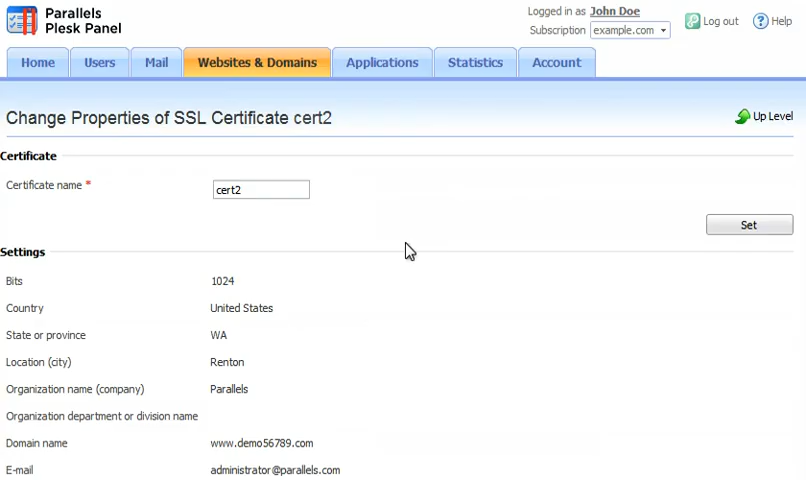 Parallels
Plesk Panel
Logged in as John Doe
Subscription example.com
Log out
Help
Home Users Mail Websites & Domains Applications Statistics Account
Change Properties of SSL Certificate cert2
Up Level
Certificate
Certificate name * cert2
Set
Settings
Bits 1024
Country United States
State or province WA
Location (city) Renton
Organization name (company) Parallels
Organization department or division name
Domain name www.demo56789.com
E-mail administrator@parallels.com